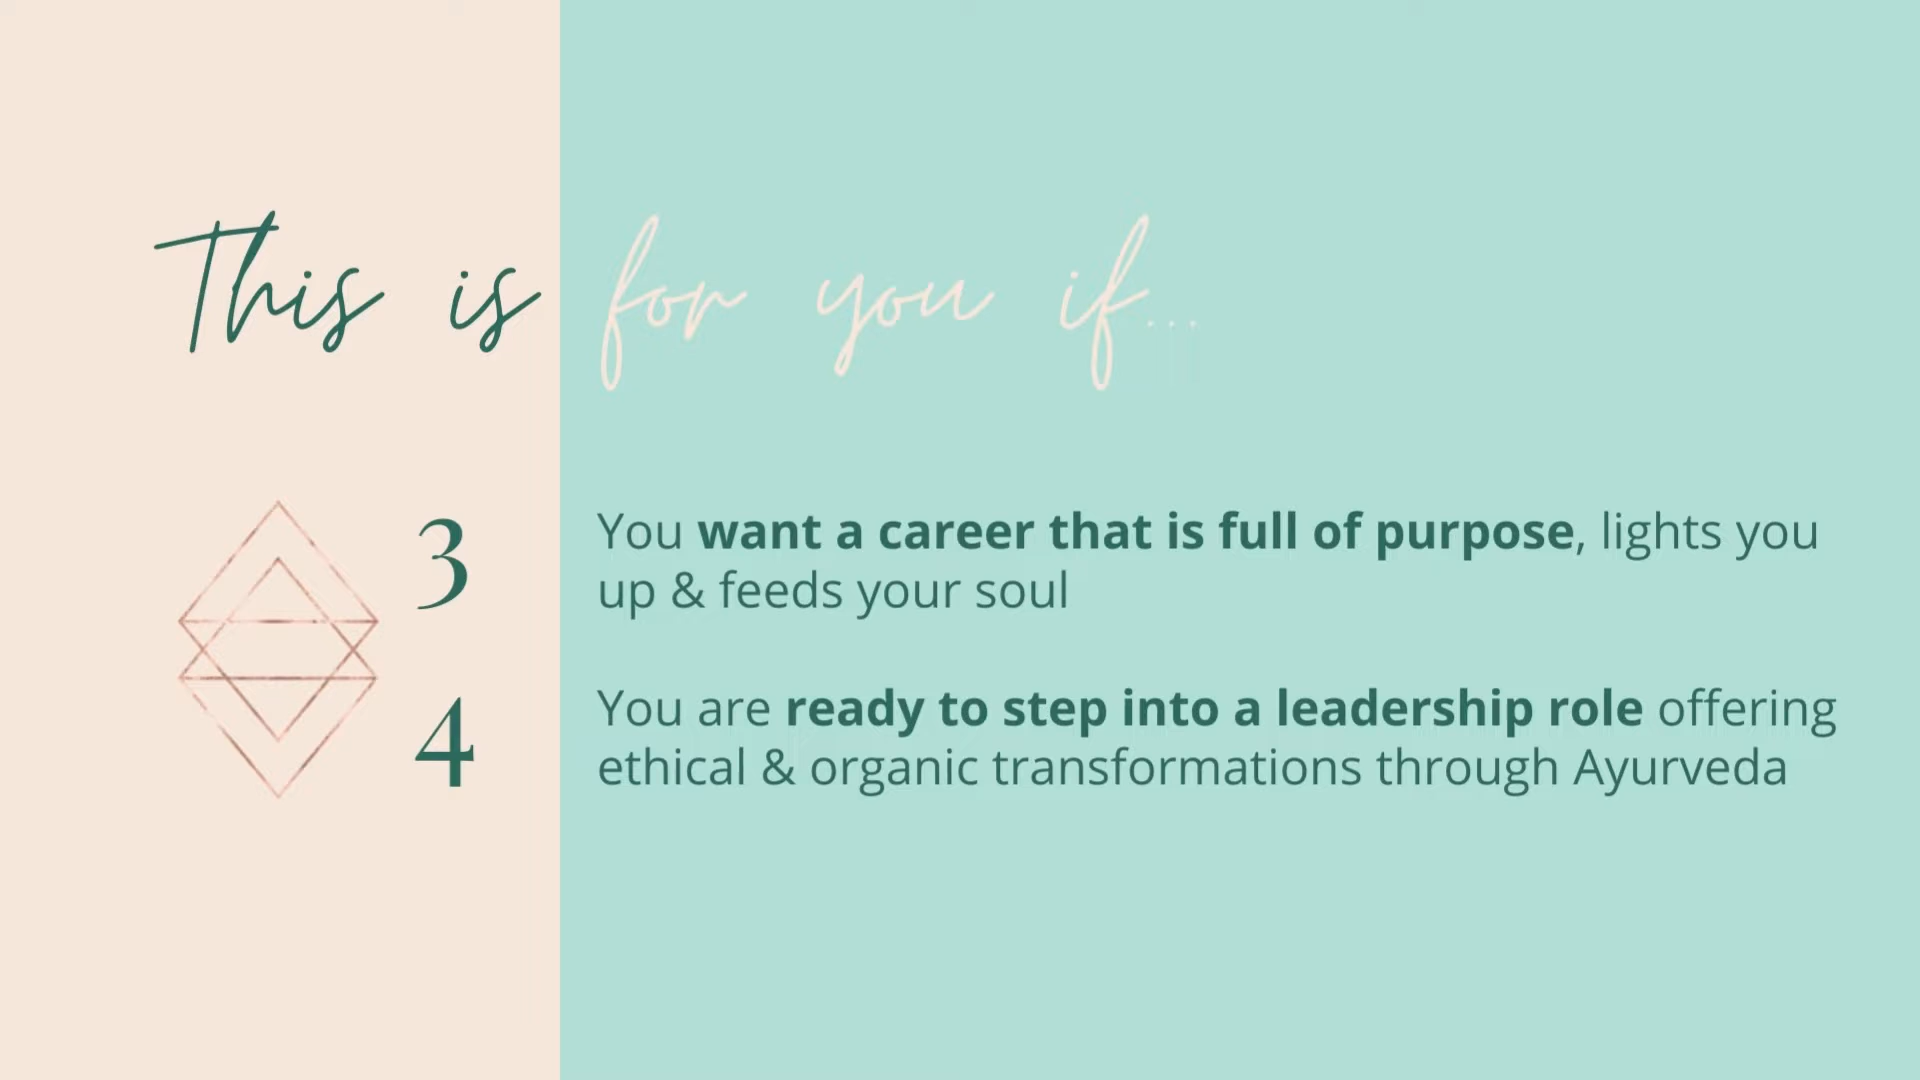 This is for you if...
3
You want a career that is full of purpose, lights you
up & feeds your soul
4
You are ready to step into a leadership role offering
ethical & organic transformations through Ayurveda